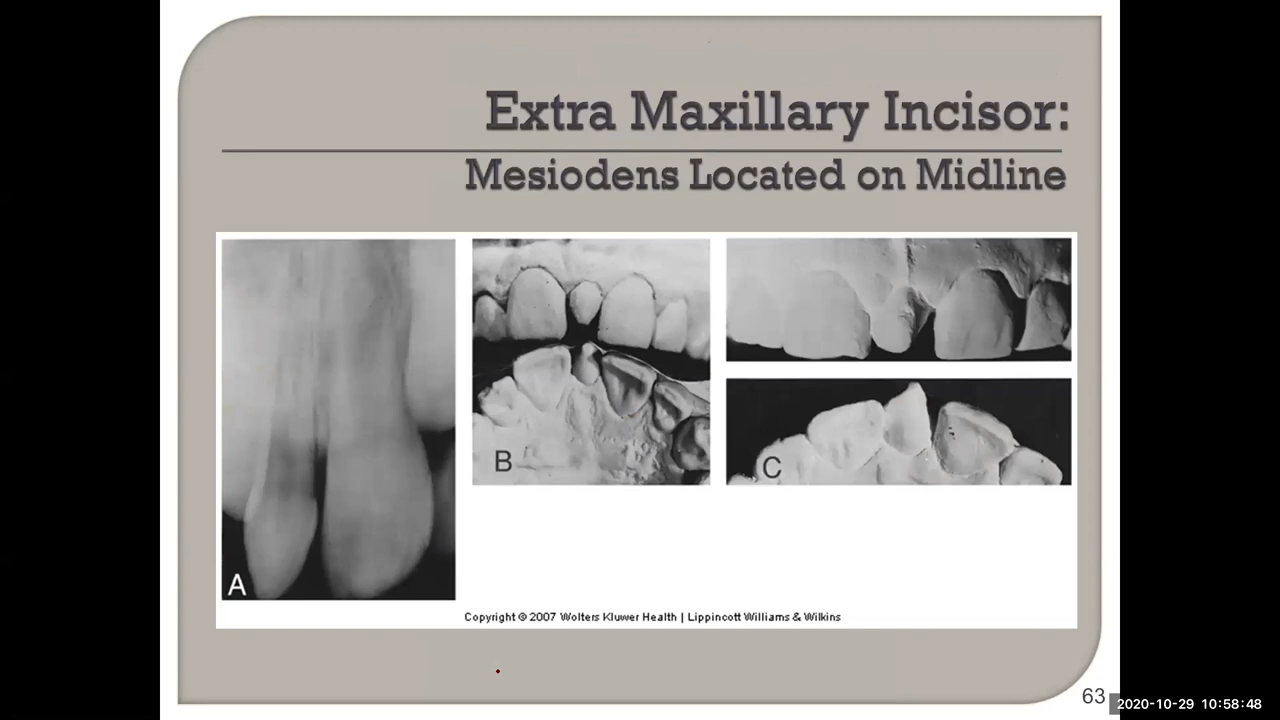 Extra Maxillary Incisor:
Mesiodens Located on Midline
A
B
C
Copyright © 2007 Wolters Kluwer Health | Lippincott Williams & Wilkins
63
2020-10-29 10:58:48